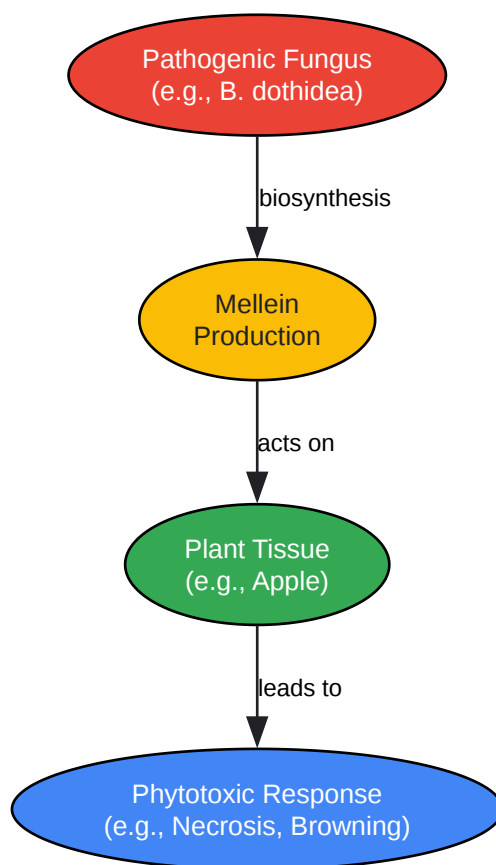 Pathogenic Fungus
(e.g., B. dothidea)
biosynthesis
Mellein
Production
acts on
Plant Tissue
(e.g., Apple)
leads to
Phytotoxic Response
(e.g., Necrosis, Browning)